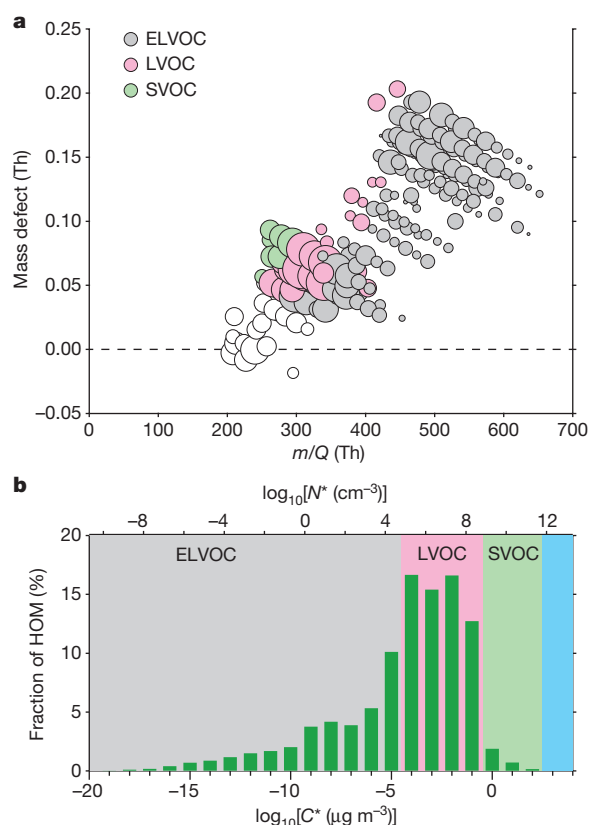 a
0.25
0.20
0.15
0.10
0.05
0.00
−0.05
Mass defect (Th)
ELVOC
LVOC
SVOC
0 100 200 300 400 500 600 700
m/Q (Th)
b
log10[N* (cm−3)]
−8 −4 0 4 8 12
20
15
10
5
0
Fraction of HOM (%)
ELVOC LVOC SVOC
−20 −15 −10 −5 0
log10[C* (μg m−3)]